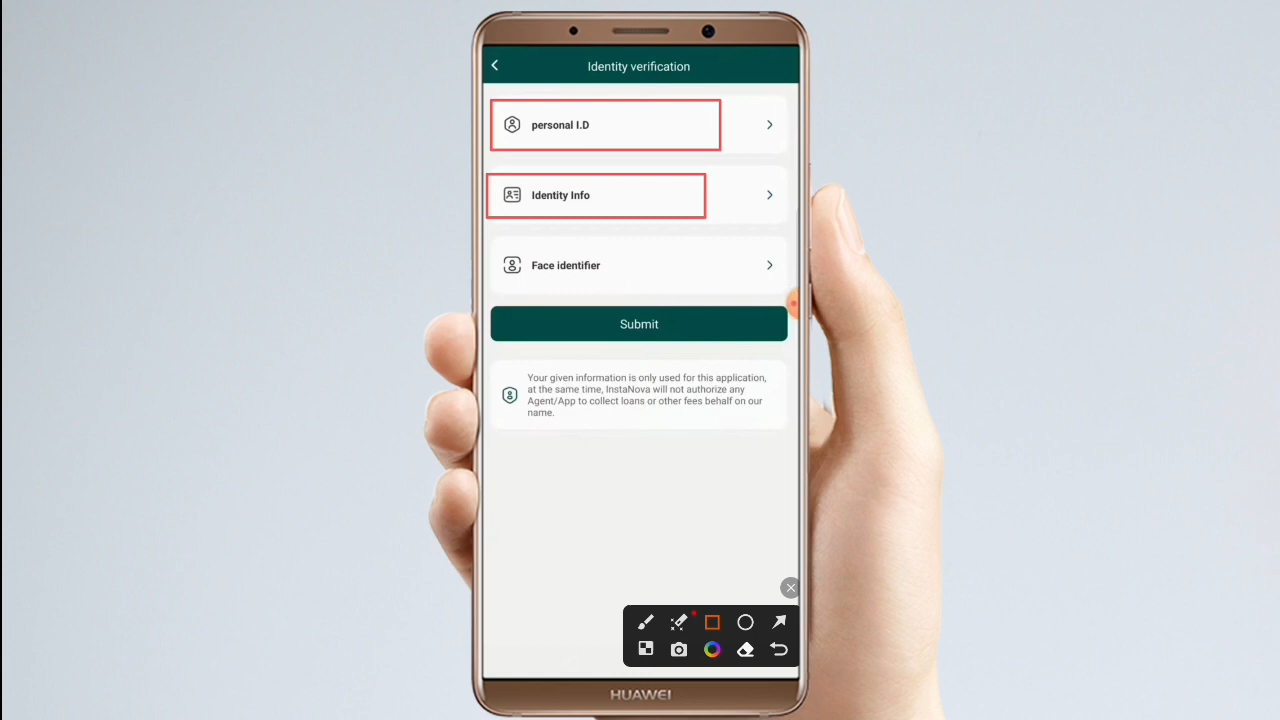 Identity verification
personal I.D
Identity Info
Face identifier
Submit
Your given information is only used for this application,
at the same time, InstaNova will not authorize any
Agent/App to collect loans or other fees behalf on our
name.
HUAWEI